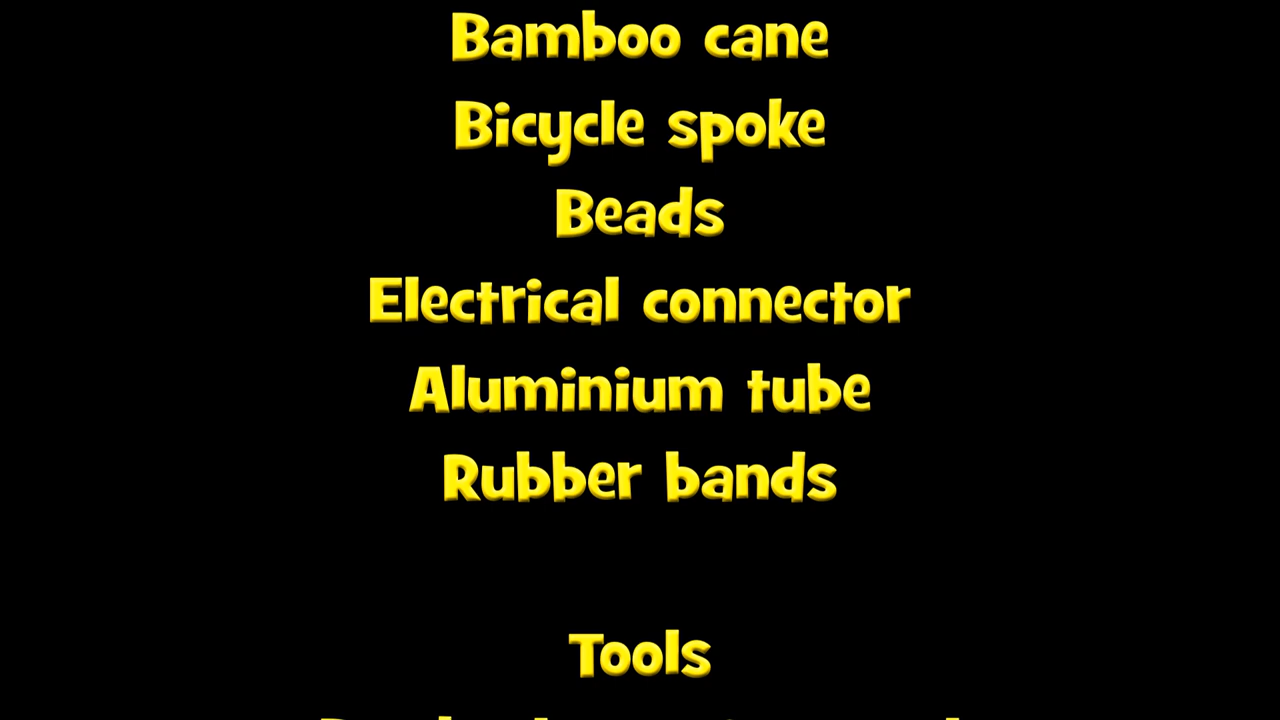 Bamboo cane
Bicycle spoke
Beads
Electrical connector
Aluminium tube
Rubber bands
Tools